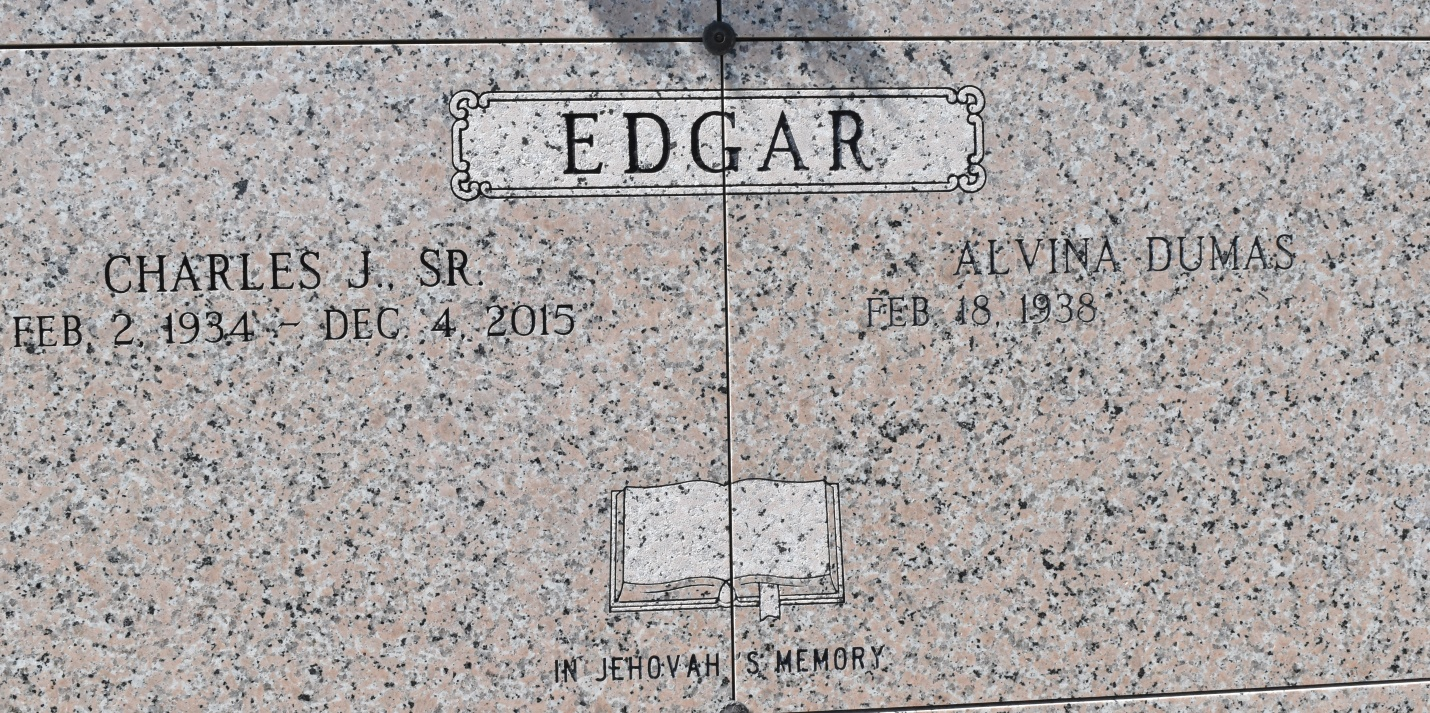 EDGAR
CHARLES J., SR.
FEB. 2, 1934 - DEC. 4, 2015
ALVINA DUMAS
FEB. 18, 1938
IN JEHOVAH'S MEMORY